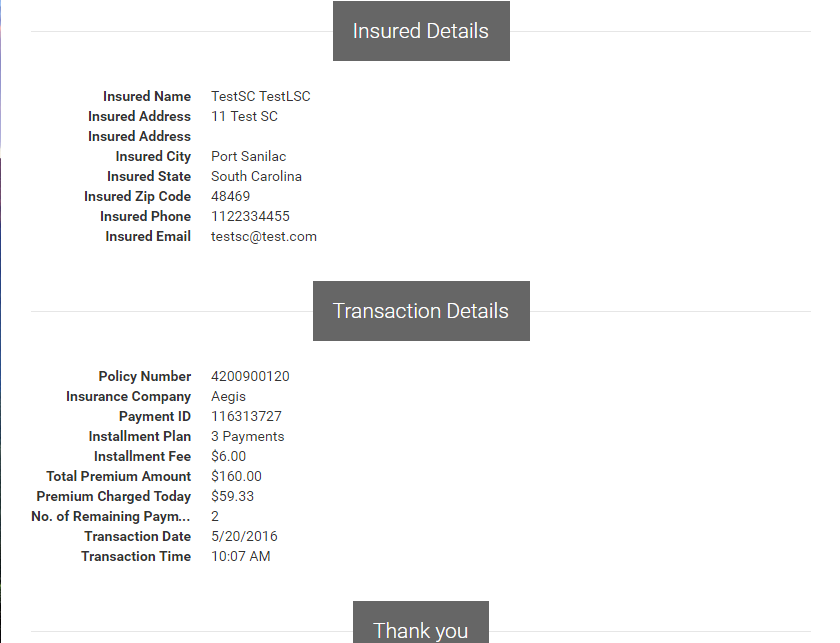 Insured Details
Insured Name TestSC TestLSC
Insured Address 11 Test SC
Insured Address
Insured City Port Sanilac
Insured State South Carolina
Insured Zip Code 48469
Insured Phone 1122334455
Insured Email testsc@test.com
Transaction Details
Policy Number 4200900120
Insurance Company Aegis
Payment ID 116313727
Installment Plan 3 Payments
Installment Fee $6.00
Total Premium Amount $160.00
Premium Charged Today $59.33
No. of Remaining Paym... 2
Transaction Date 5/20/2016
Transaction Time 10:07 AM
Thank you